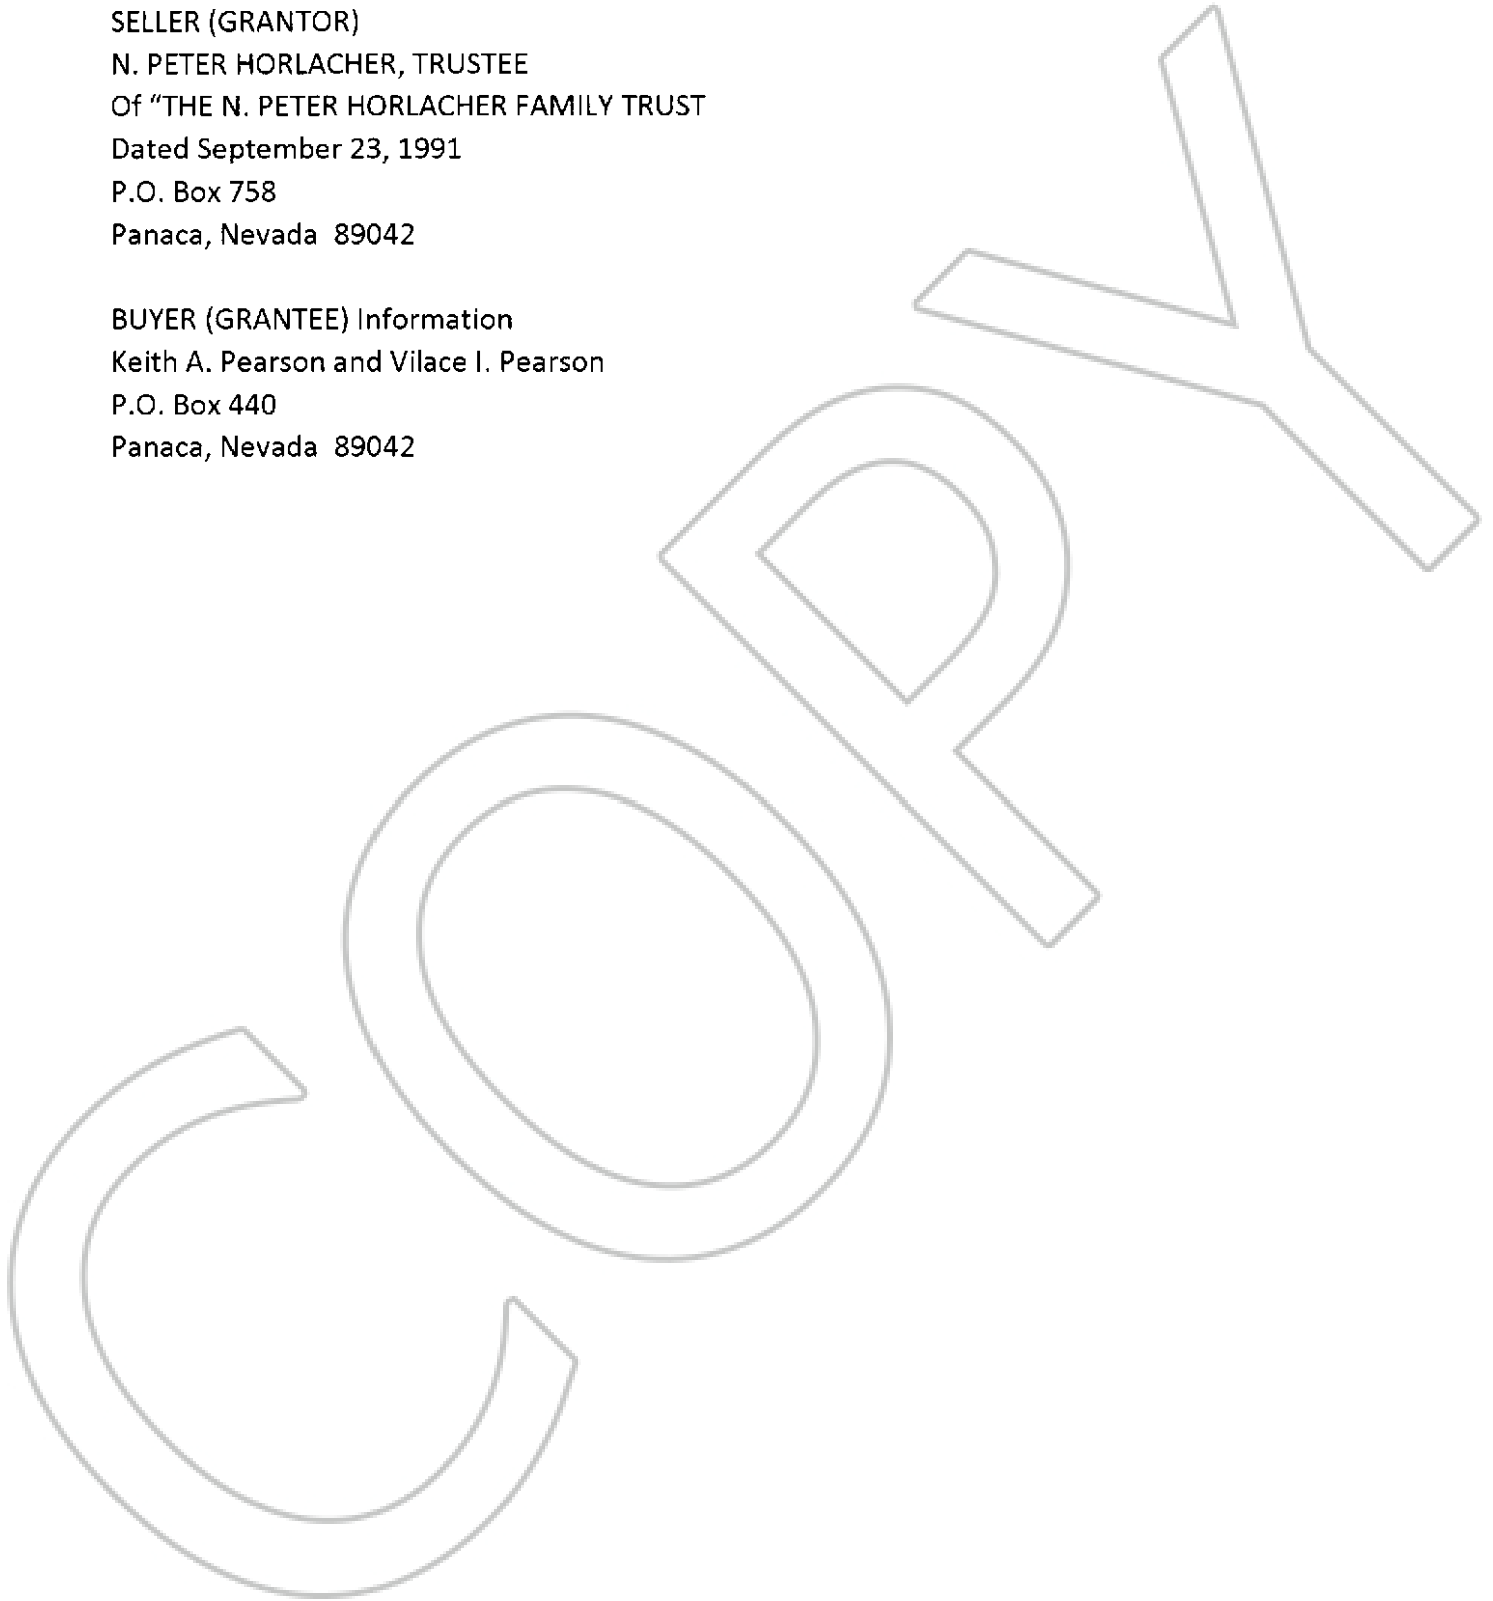 SELLER (GRANTOR)
N. PETER HORLACHER, TRUSTEE
Of “THE N. PETER HORLACHER FAMILY TRUST
Dated September 23, 1991
P.O. Box 758
Panaca, Nevada  89042
BUYER (GRANTEE) Information
Keith A. Pearson and Vilace I. Pearson
P.O. Box 440
Panaca, Nevada  89042
COPY